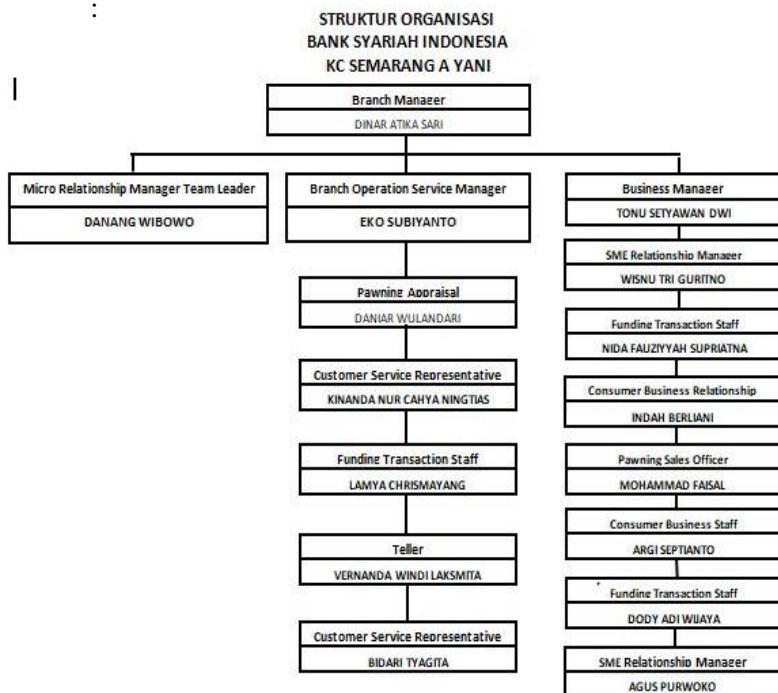 :
STRUKTUR ORGANISASI
BANK SYARIAH INDONESIA
KC SEMARANG A YANI
Branch Manager
DINAR ATIKA SARI
Micro Relationship Manager Team Leader
DANANG WIBOWO
Branch Operation Service Manager
EKO SUBIYANTO
Pawning Appraisal
DANIAR WULANDARI
Customer Service Representative
KINANDA NUR CAHYA NINGTIAS
Funding Transaction Staff
LAMYA CHRISMAYANG
Teller
VERNANDA WINDI LAKSMITA
Customer Service Representative
BIDARI TYAGITA
Business Manager
TONU SETYAWAN DWI
SME Relationship Manager
WISNU TRI GURITNO
Funding Transaction Staff
NIDA FAUZIYYAH SUPRIATNA
Consumer Business Relationship
INDAH BERLIANI
Pawning Sales Officer
MOHAMMAD FAISAL
Consumer Business Staff
ARGI SEPTIANTO
Funding Transaction Staff
DODY ADI WIJAYA
SME Relationship Manager
AGUS PURWOKO